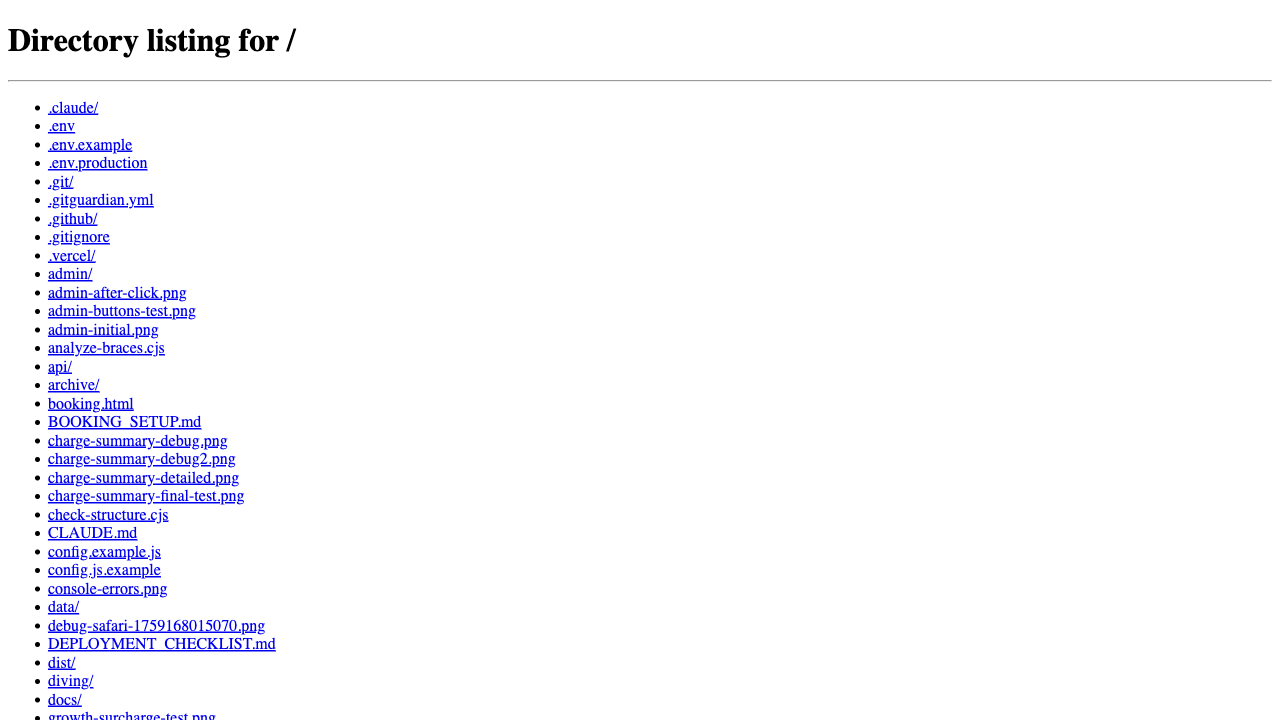 Directory listing for /
.claude/
.env
.env.example
.env.production
.git/
.gitguardian.yml
.github/
.gitignore
.vercel/
admin/
admin-after-click.png
admin-buttons-test.png
admin-initial.png
analyze-braces.cjs
api/
archive/
booking.html
BOOKING_SETUP.md
charge-summary-debug.png
charge-summary-debug2.png
charge-summary-detailed.png
charge-summary-final-test.png
check-structure.cjs
CLAUDE.md
config.example.js
config.js.example
console-errors.png
data/
debug-safari-1759168015070.png
DEPLOYMENT_CHECKLIST.md
dist/
diving/
docs/
growth-surcharge-test.png